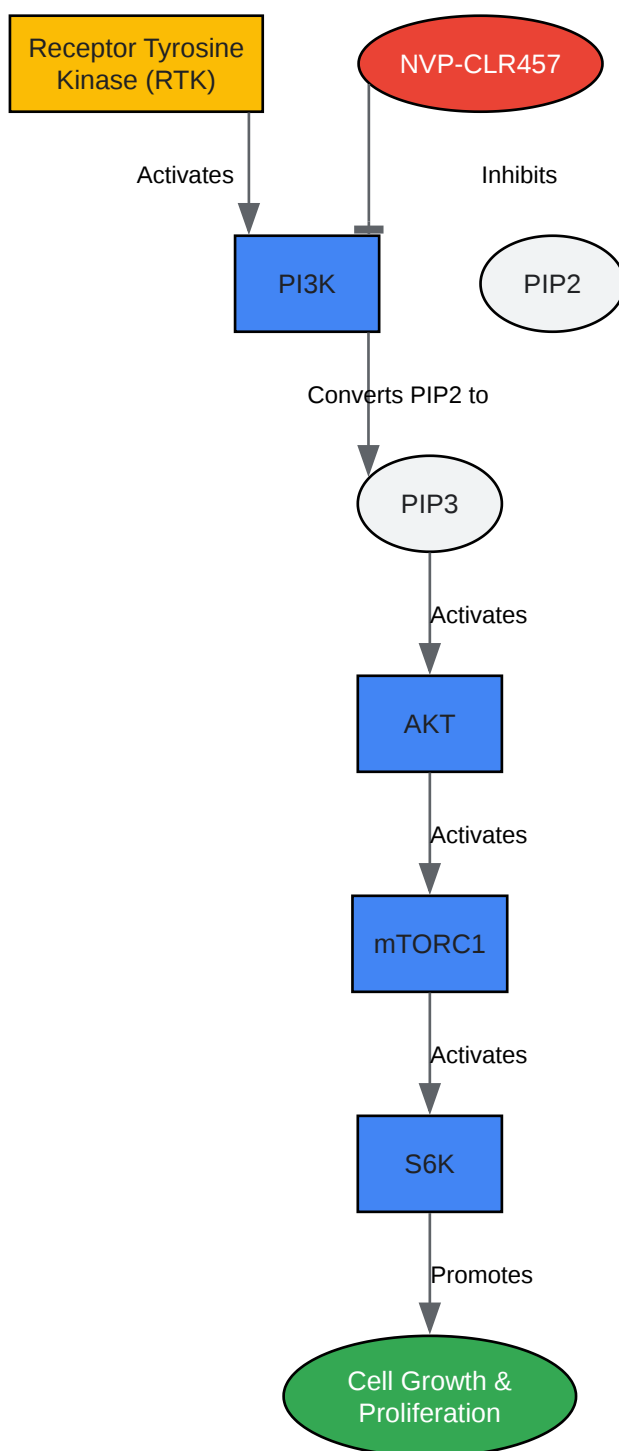 Receptor Tyrosine
Kinase (RTK)
NVP-CLR457
Activates
Inhibits
PI3K
PIP2
Converts PIP2 to
PIP3
Activates
AKT
Activates
mTORC1
Activates
S6K
Promotes
Cell Growth &
Proliferation